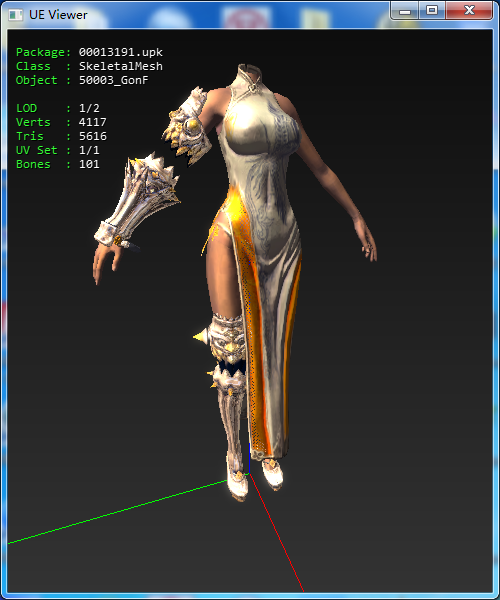 UE Viewer
Package: 00013191.upk
Class : SkeletalMesh
Object : 50003_GonF
LOD : 1/2
Verts : 4117
Tris : 5616
UV Set : 1/1
Bones : 101